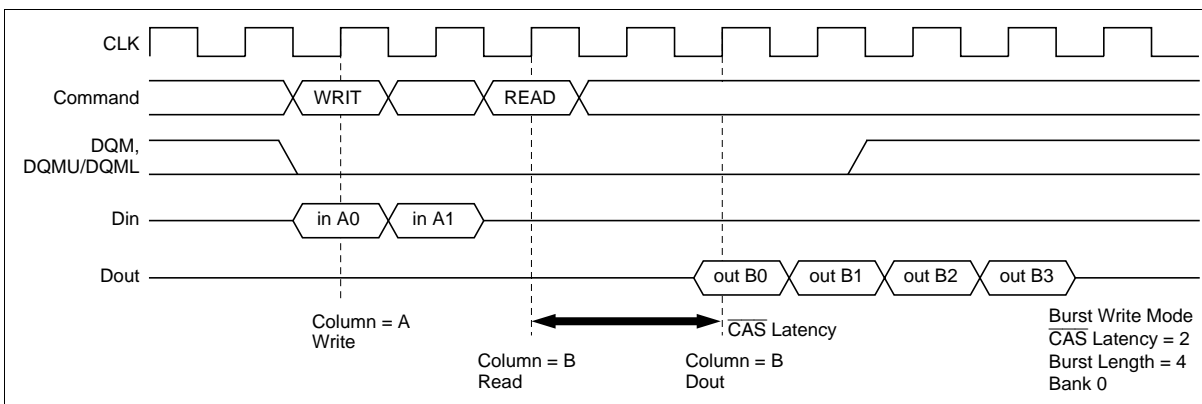 CLK
Command
WRIT
READ
DQM,
DQMU/DQML
Din
in A0
in A1
Dout
out B0
out B1
out B2
out B3
Column = A
Write
CAS Latency
Column = B
Read
Column = B
Dout
Burst Write Mode
CAS Latency = 2
Burst Length = 4
Bank 0